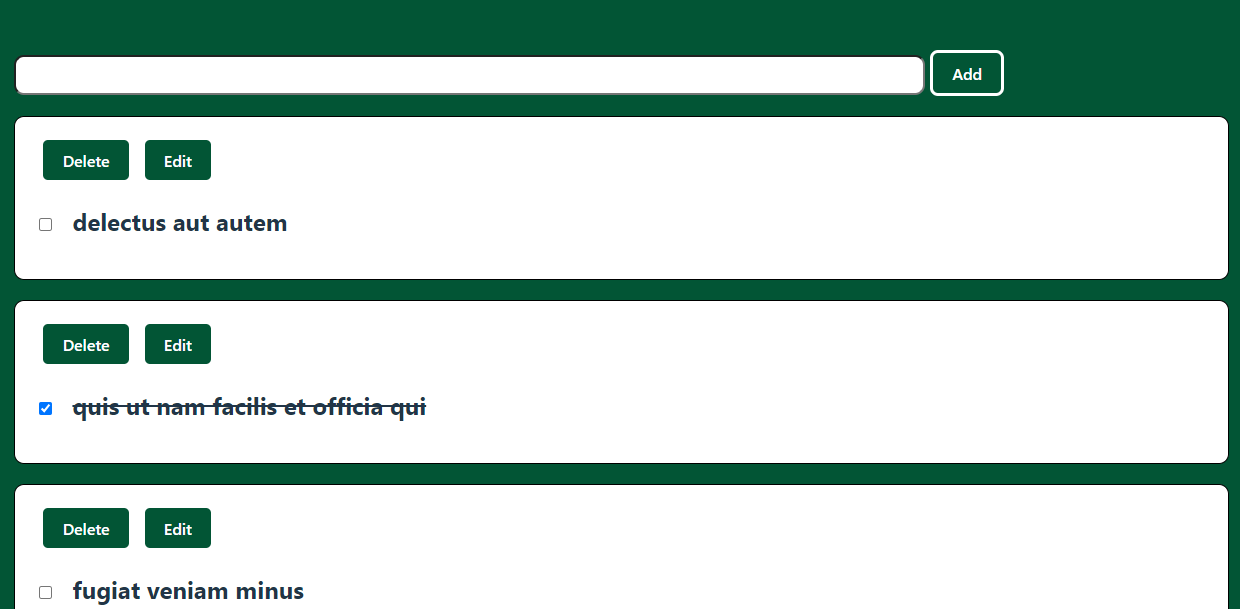 Add
Delete Edit
delectus aut autem
Delete Edit
quis ut nam facilis et officia qui
Delete Edit
fugiat veniam minus